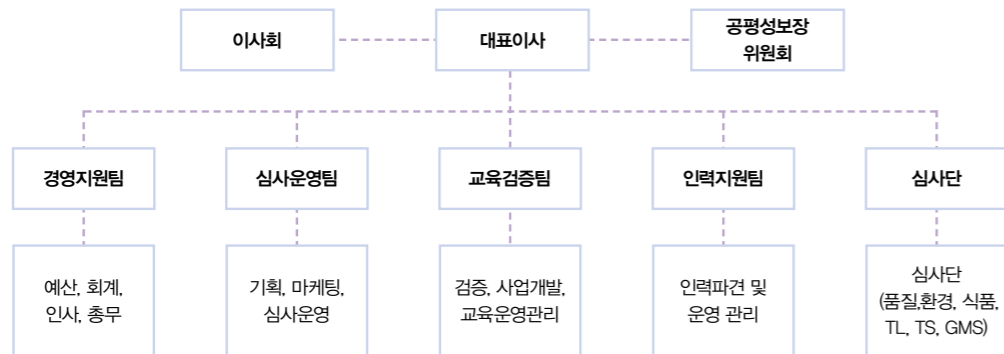 이사회
대표이사
공평성보장
위원회
경영지원팀
심사운영팀
교육검증팀
인력지원팀
심사단
예산, 회계,
인사, 총무
기획, 마케팅,
심사운영
검증, 사업개발,
교육운영관리
인력파견 및
운영 관리
심사단
(품질,환경, 식품,
TL, TS, GMS)